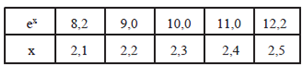 eˣ 8,2 9,0 10,0 11,0 12,2
x 2,1 2,2 2,3 2,4 2,5